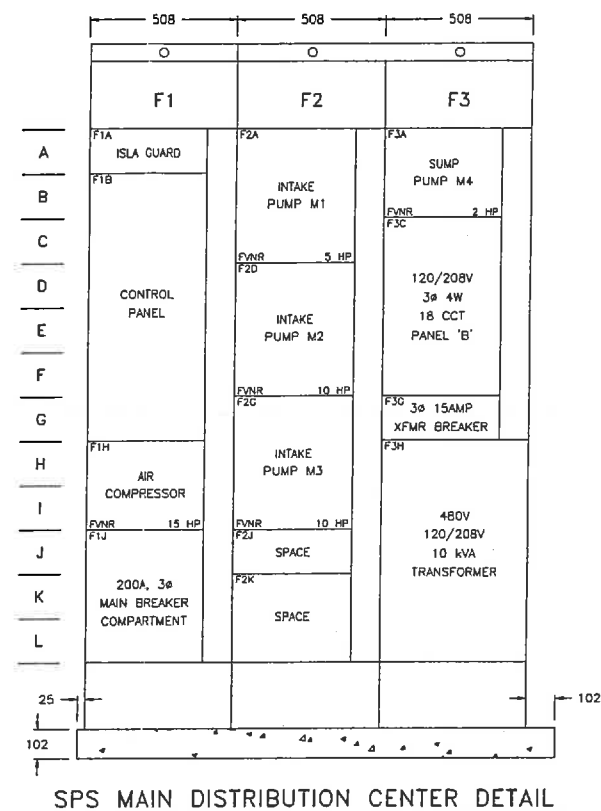 508 508 508
F1 F2 F3
A
B
C
D
E
F
G
H
I
J
K
L
F1A
ISLA GUARD
F1B
CONTROL
PANEL
F1H
AIR
COMPRESSOR
FVNR 15 HP
F1J
200A, 3ø
MAIN BREAKER
COMPARTMENT
F2A
INTAKE
PUMP M1
FVNR 5 HP
F2D
INTAKE
PUMP M2
FVNR 10 HP
F2G
INTAKE
PUMP M3
FVNR 10 HP
F2J
SPACE
F2K
SPACE
F3A
SUMP
PUMP M4
FVNR 2 HP
F3C
120/208V
3ø 4W
18 CCT
PANEL 'B'
F3G
3ø 15AMP
XFMR BREAKER
F3H
480V
120/208V
10 kVA
TRANSFORMER
25
102
102
SPS MAIN DISTRIBUTION CENTER DETAIL